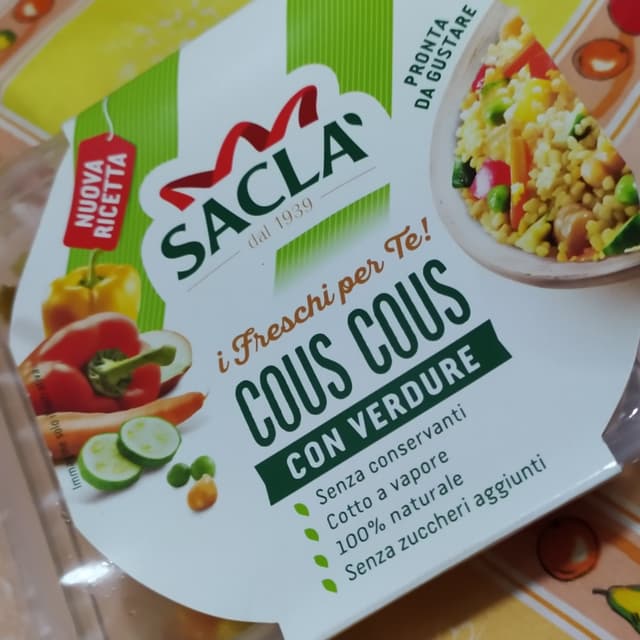 PRONTA
DA GUSTARE
NUOVA
RICETTA
SACLÀ
dal 1939
i Freschi per Te!
COUS COUS
CON VERDURE
Senza conservanti
Cotto a vapore
100% naturale
Senza zuccheri aggiunti